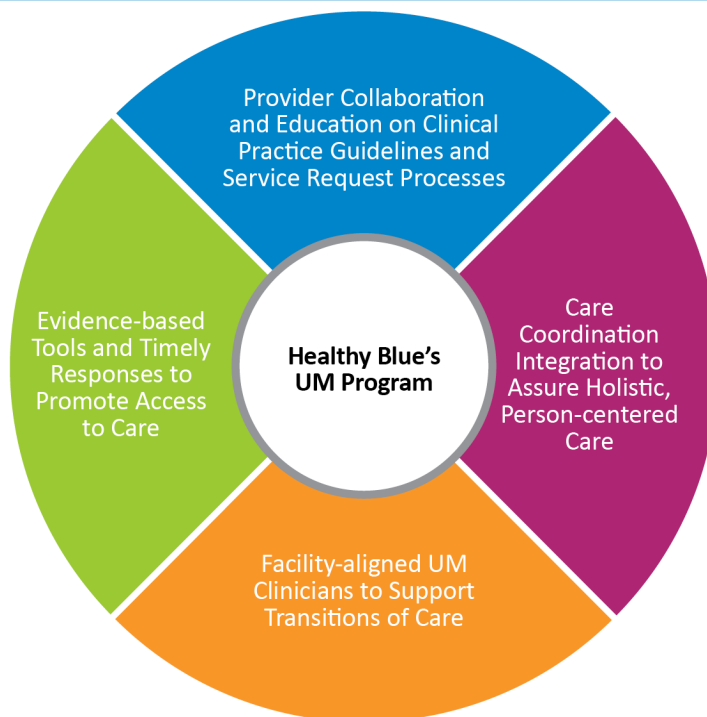 Provider Collaboration
and Education on Clinical
Practice Guidelines and
Service Request Processes
Evidence-based
Tools and Timely
Responses to
Promote Access
to Care
Healthy Blue's
UM Program
Care
Coordination
Integration to
Assure Holistic,
Person-centered
Care
Facility-aligned UM
Clinicians to Support
Transitions of Care